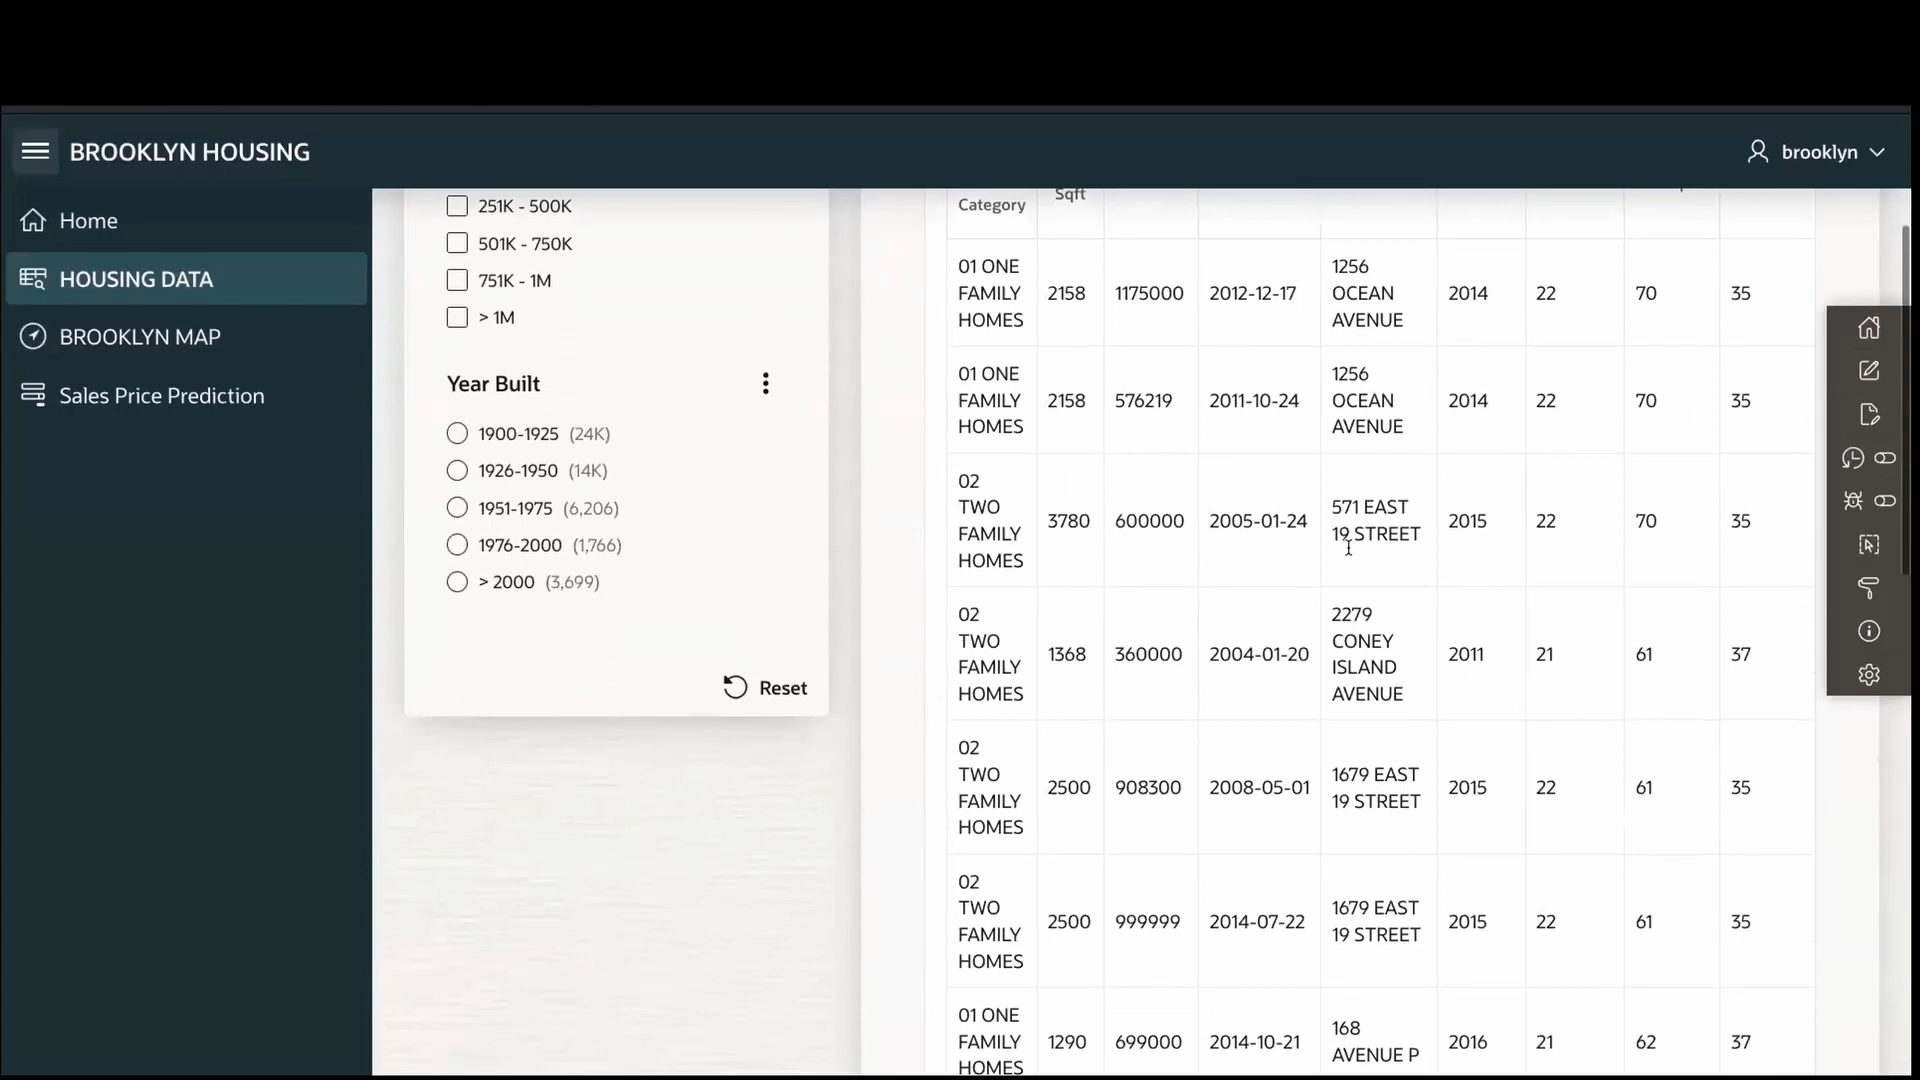 BROOKLYN HOUSING
brooklyn
Home
HOUSING DATA
BROOKLYN MAP
Sales Price Prediction
251K - 500K
501K - 750K
751K - 1M
> 1M
Year Built
1900-1925 (24K)
1926-1950 (14K)
1951-1975 (6,206)
1976-2000 (1,766)
> 2000 (3,699)
Reset
Category
Sqft
01 ONE
FAMILY
HOMES
2158
1175000
2012-12-17
1256
OCEAN
AVENUE
2014
22
70
35
01 ONE
FAMILY
HOMES
2158
576219
2011-10-24
1256
OCEAN
AVENUE
2014
22
70
35
02
TWO
FAMILY
HOMES
3780
600000
2005-01-24
571 EAST
19 STREET
2015
22
70
35
02
TWO
FAMILY
HOMES
1368
360000
2004-01-20
2279
CONEY
ISLAND
AVENUE
2011
21
61
37
02
TWO
FAMILY
HOMES
2500
908300
2008-05-01
1679 EAST
19 STREET
2015
22
61
35
02
TWO
FAMILY
HOMES
2500
999999
2014-07-22
1679 EAST
19 STREET
2015
22
61
35
01 ONE
FAMILY
HOMES
1290
699000
2014-10-21
168
AVENUE P
2016
21
62
37